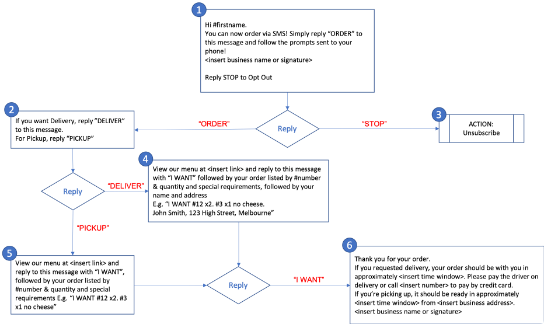 1
Hi #firstname.
You can now order via SMS! Simply reply “ORDER” to
this message and follow the prompts sent to your
phone!
<insert business name or signature>
Reply STOP to Opt Out
2
If you want Delivery, reply “DELIVER”
to this message.
For Pickup, reply “PICKUP”
“ORDER”
Reply
“STOP”
3
ACTION:
Unsubscribe
Reply
“DELIVER”
4
View our menu at <insert link> and reply to this message
with “I WANT” followed by your order listed by #number
& quantity and special requirements, followed by your
name and address
E.g. “I WANT #12 x2. #3 x1 no cheese.
John Smith, 123 High Street, Melbourne”
“PICKUP”
5
View our menu at <insert link> and
reply to this message with “I WANT”,
followed by your order listed by
#number & quantity and special
requirements E.g. “I WANT #12 x2. #3
x1 no cheese”
Reply
“I WANT”
6
Thank you for your order.
If you requested delivery, your order should be with you in
approximately <insert time window>. Please pay the driver on
delivery or call <insert number> to pay by credit card.
If you’re picking up, it should be ready in approximately
<insert time window> from <insert business address>.
<insert business name or signature>